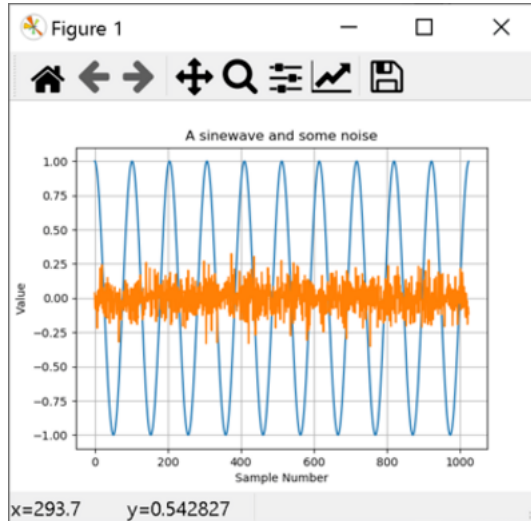 Figure 1
A sinewave and some noise
1.00
0.75
0.50
0.25
0.00
−0.25
−0.50
−0.75
−1.00
Value
0 200 400 600 800 1000
Sample Number
x=293.7 y=0.542827